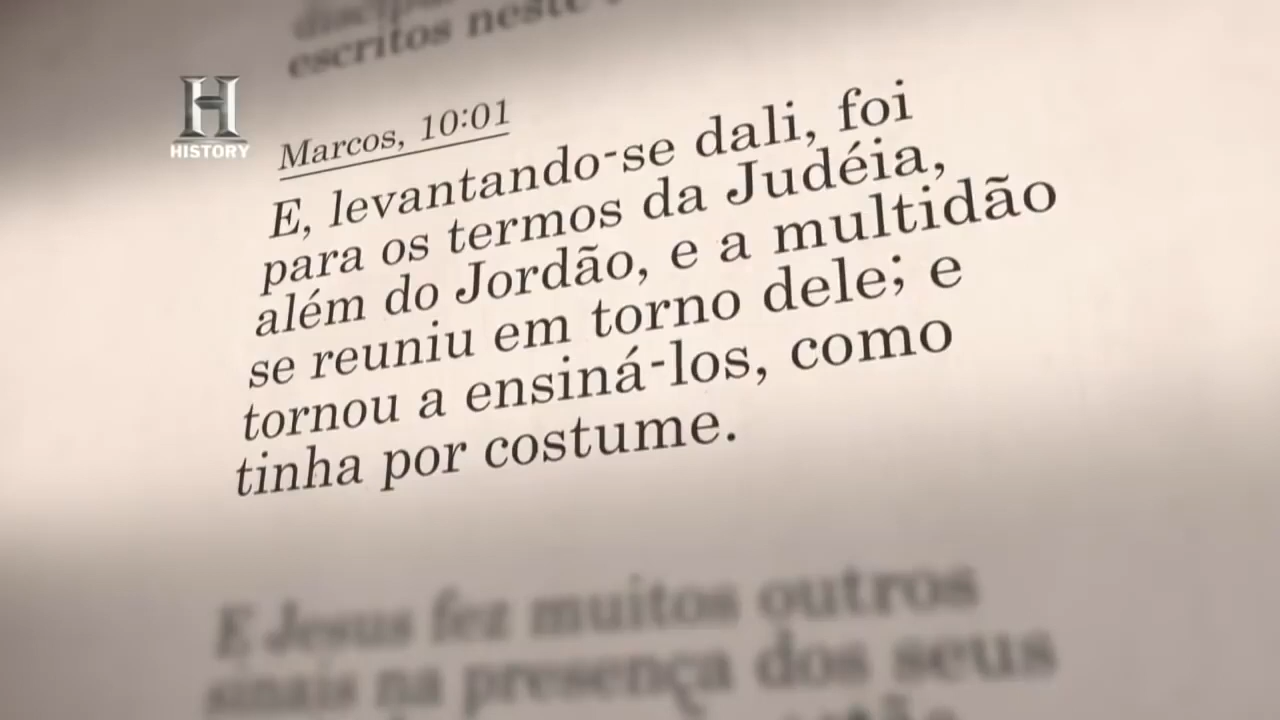 escritos neste
H
HISTORY
Marcos, 10:01
E, levantando-se dali, foi
para os termos da Judéia,
além do Jordão, e a multidão
se reuniu em torno dele; e
tornou a ensiná-los, como
tinha por costume.
E Jesus fez muitos outros
sinais na presença dos seus